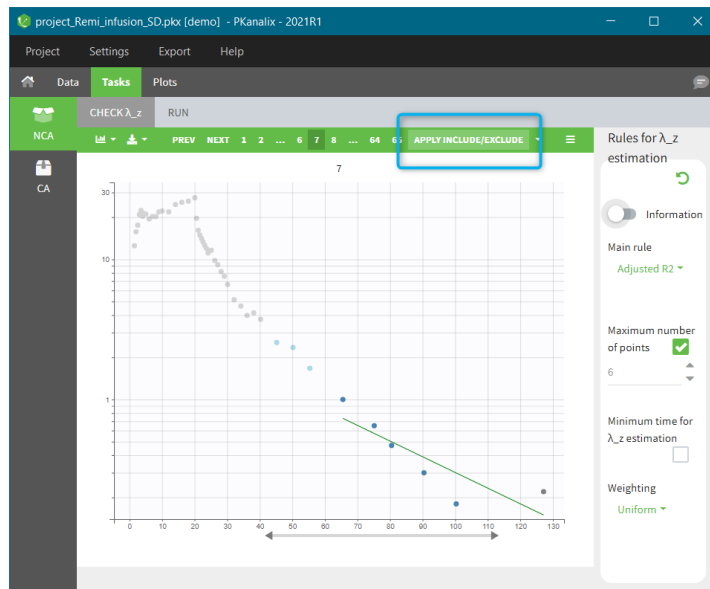 project_Remi_infusion_SD.pkx [demo] - PKanalix - 2021R1
Project Settings Export Help
Data Tasks Plots
NCA
CA
CHECK λ_z RUN
PREV NEXT 1 2 ... 6 7 8 ... 64 65 APPLY INCLUDE/EXCLUDE
7
30
10
1
0 10 20 30 40 50 60 70 80 90 100 110 120 130
Rules for λ_z
estimation
Information
Main rule
Adjusted R2
Maximum number
of points
6
Minimum time for
λ_z estimation
Weighting
Uniform